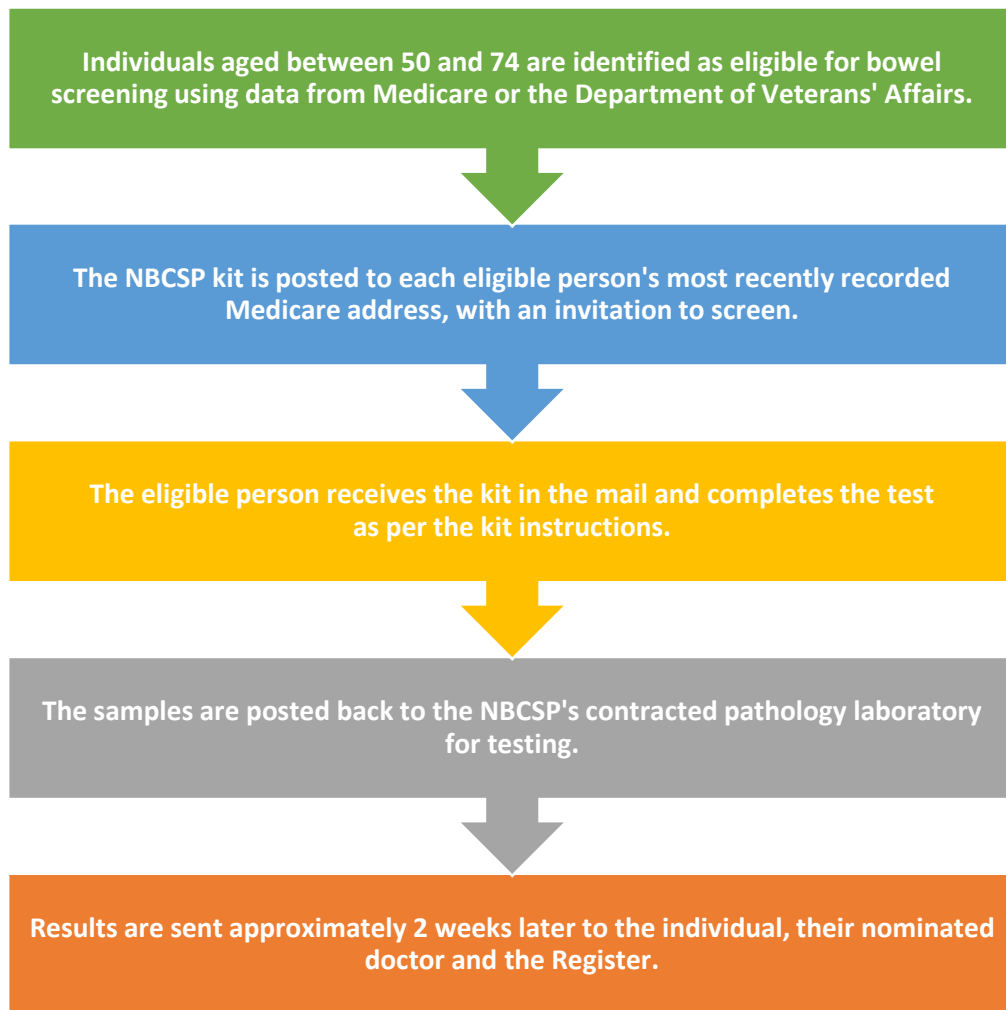 Individuals aged between 50 and 74 are identified as eligible for bowel
screening using data from Medicare or the Department of Veterans' Affairs.
The NBCSP kit is posted to each eligible person's most recently recorded
Medicare address, with an invitation to screen.
The eligible person receives the kit in the mail and completes the test
as per the kit instructions.
The samples are posted back to the NBCSP's contracted pathology laboratory
for testing.
Results are sent approximately 2 weeks later to the individual, their nominated
doctor and the Register.